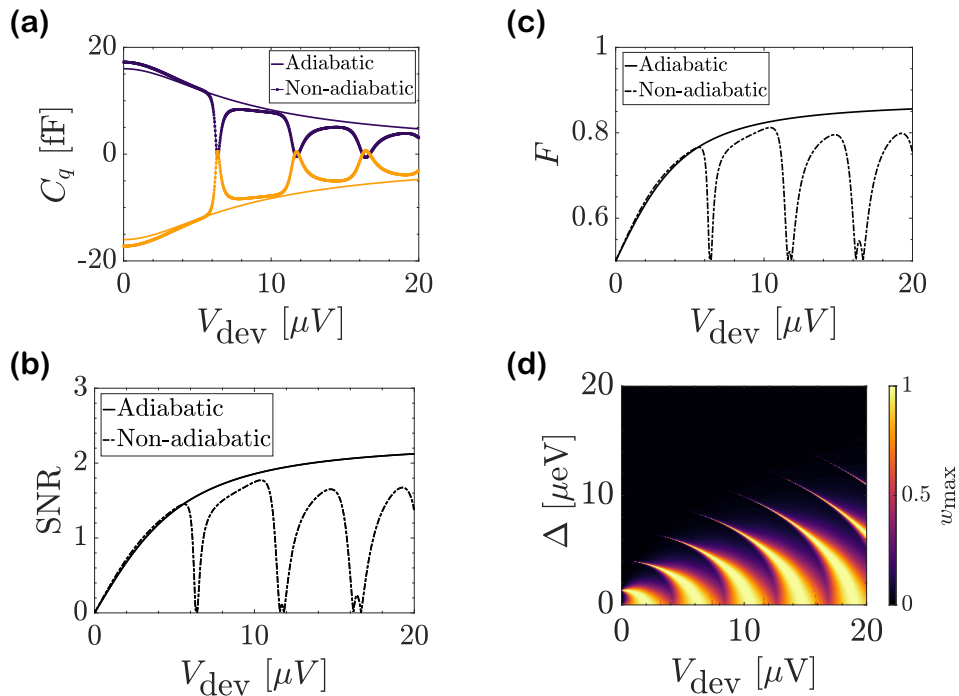 (a)
20
10
0
-10
-20
C_q [fF]
Adiabatic
Non-adiabatic
0
10
20
V_dev [μV]
(c)
1
0.8
0.6
F
Adiabatic
Non-adiabatic
0
10
20
V_dev [μV]
(b)
3
2
1
0
SNR
Adiabatic
Non-adiabatic
0
10
20
V_dev [μV]
(d)
20
10
0
Δ [μeV]
0
10
20
V_dev [μV]
1
0.5
0
w_max